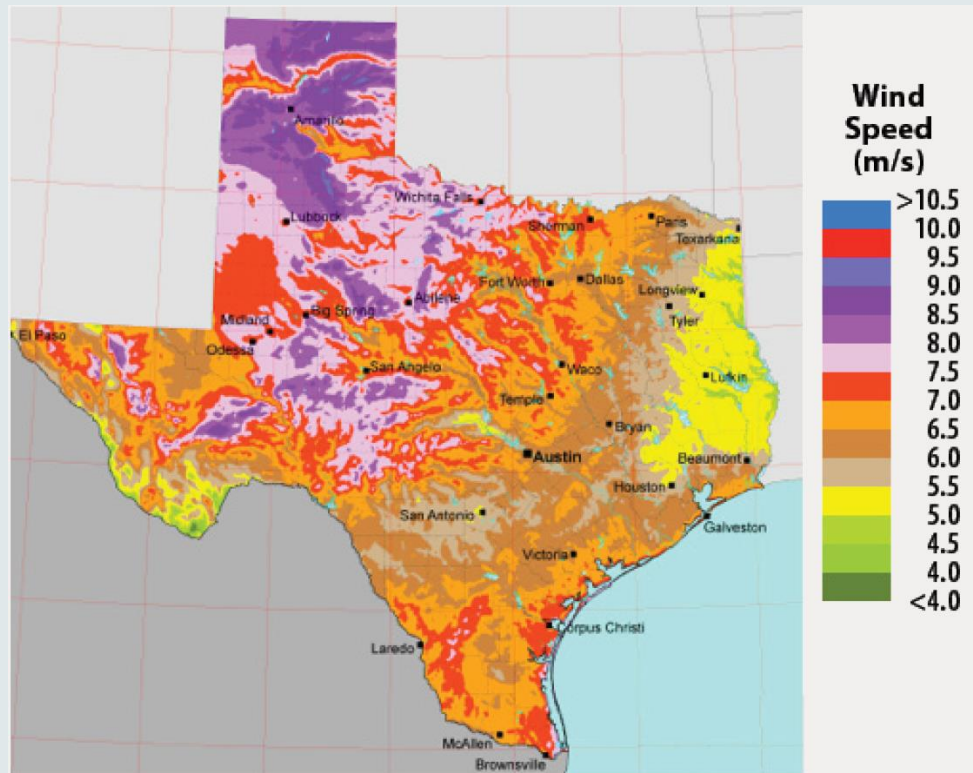 Wind
Speed
(m/s)
>10.5
10.0
9.5
9.0
8.5
8.0
7.5
7.0
6.5
6.0
5.5
5.0
4.5
4.0
<4.0
Amarillo
Lubbock
Wichita Falls
Sherman
Paris
Texarkana
Fort Worth
Dallas
Longview
Tyler
Abilene
Big Spring
Midland
Odessa
El Paso
San Angelo
Waco
Temple
Lufkin
Bryan
Austin
Beaumont
Houston
San Antonio
Galveston
Victoria
Corpus Christi
Laredo
McAllen
Brownsville